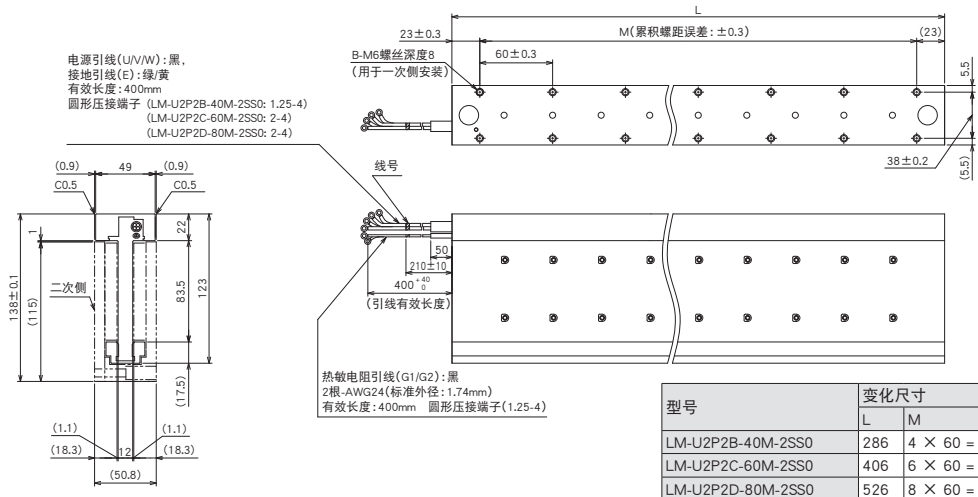 L
23±0.3
M(累积螺距误差:±0.3)
(23)
B-M6螺丝深度8
(用于一次侧安装)
60±0.3
5.5
38±0.2
(5.5)
电源引线(U/V/W):黑,
接地引线(E):绿/黄
有效长度:400mm
圆形压接端子 (LM-U2P2B-40M-2SS0: 1.25-4)
(LM-U2P2C-60M-2SS0: 2-4)
(LM-U2P2D-80M-2SS0: 2-4)
(0.9)
49
(0.9)
C0.5
C0.5
线号
1
22
138±0.1
(115)
二次侧
83.5
123
(17.5)
50
210±10
400 +40 0
(引线有效长度)
热敏电阻引线(G1/G2):黑
2根-AWG24(标准外径:1.74mm)
有效长度:400mm 圆形压接端子(1.25-4)
(1.1)
(1.1)
(18.3)
12
(18.3)
(50.8)
型号 变化尺寸
L M
LM-U2P2B-40M-2SS0 286 4 × 60 =
LM-U2P2C-60M-2SS0 406 6 × 60 =
LM-U2P2D-80M-2SS0 526 8 × 60 =